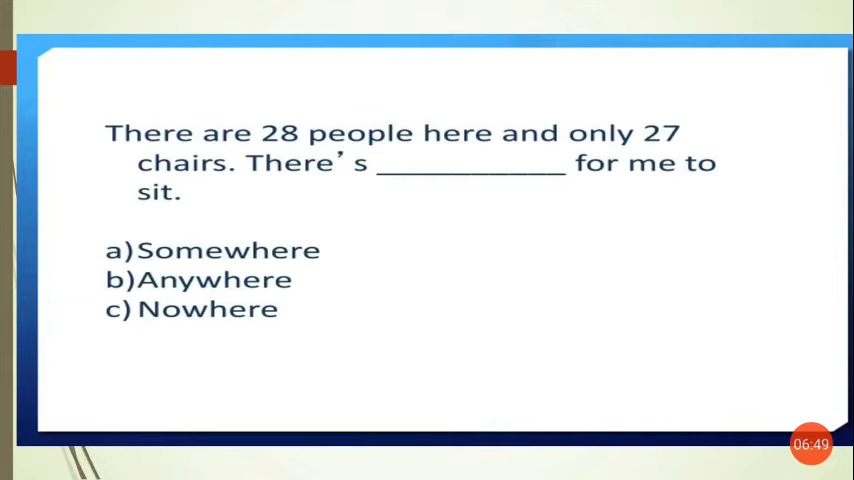 There are 28 people here and only 27
chairs. There’s __________ for me to
sit.
a)Somewhere
b)Anywhere
c) Nowhere
06:49